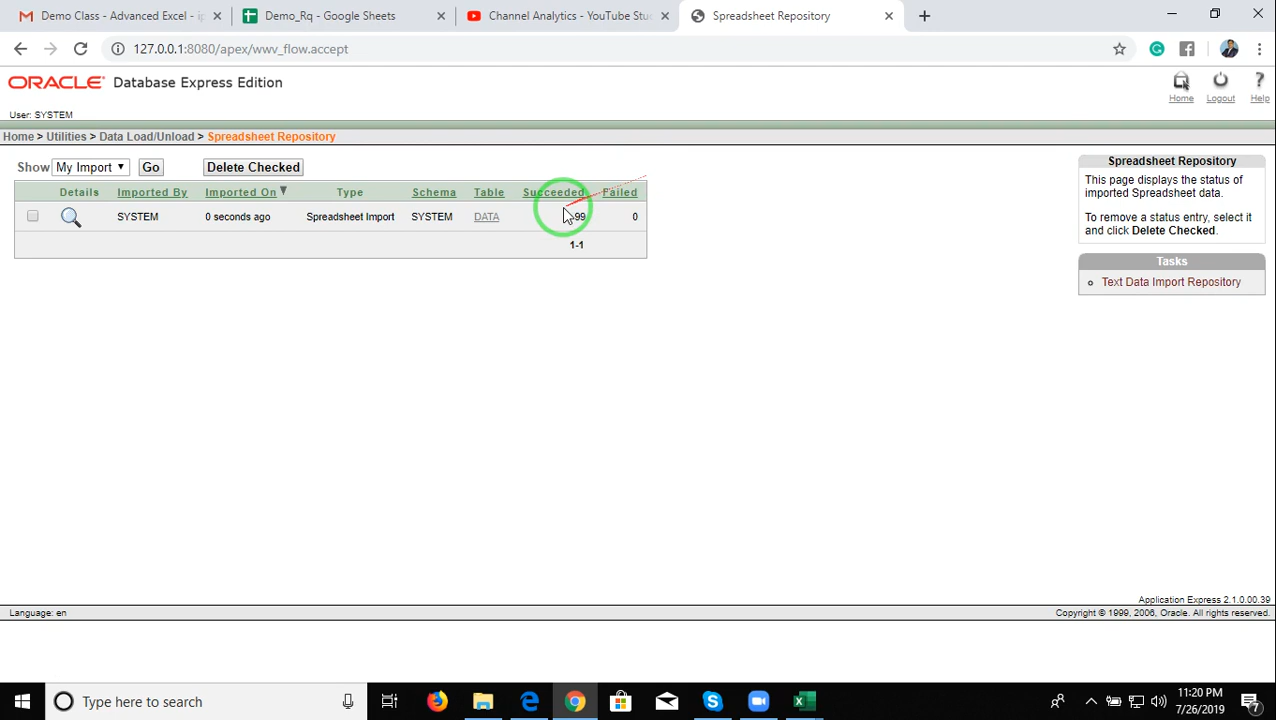 Demo Class - Advanced Excel - ip
Demo_Rq - Google Sheets
Channel Analytics - YouTube Stu
Spreadsheet Repository
127.0.0.1:8080/apex/wwv_flow.accept
ORACLE Database Express Edition
Home
Logout
Help
User: SYSTEM
Home > Utilities > Data Load/Unload > Spreadsheet Repository
Show My Import Go Delete Checked
Details Imported By Imported On Type Schema Table Succeeded Failed
SYSTEM 0 seconds ago Spreadsheet Import SYSTEM DATA 99 0
1-1
Spreadsheet Repository
This page displays the status of
imported Spreadsheet data.
To remove a status entry, select it
and click Delete Checked.
Tasks
Text Data Import Repository
Application Express 2.1.0.00.39
Language: en
Copyright © 1999, 2006, Oracle. All rights reserved.
Type here to search
11:20 PM
7/26/2019
7